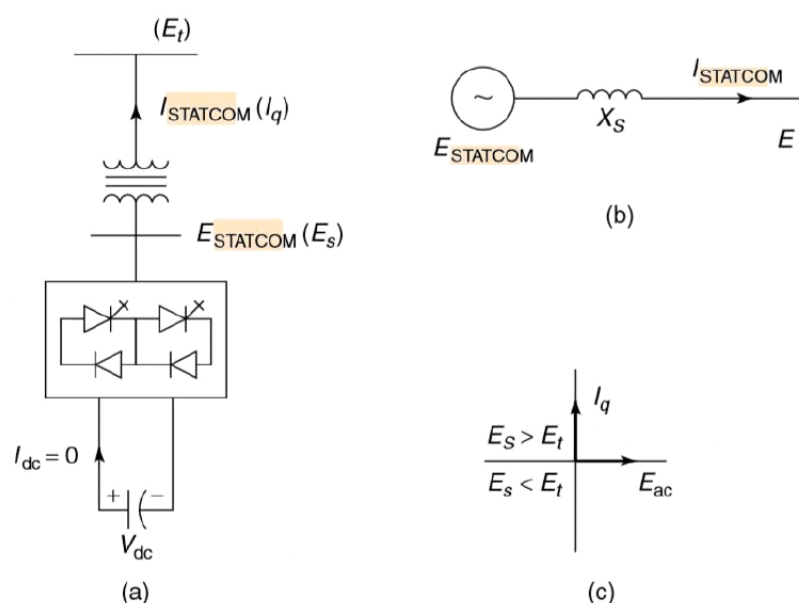 (Et)
ISTATCOM (Iq)
ESTATCOM (Es)
Idc = 0
+ −
Vdc
(a)
~
ISTATCOM
XS
ESTATCOM
E
(b)
Iq
ES > Et
Es < Et
Eac
(c)